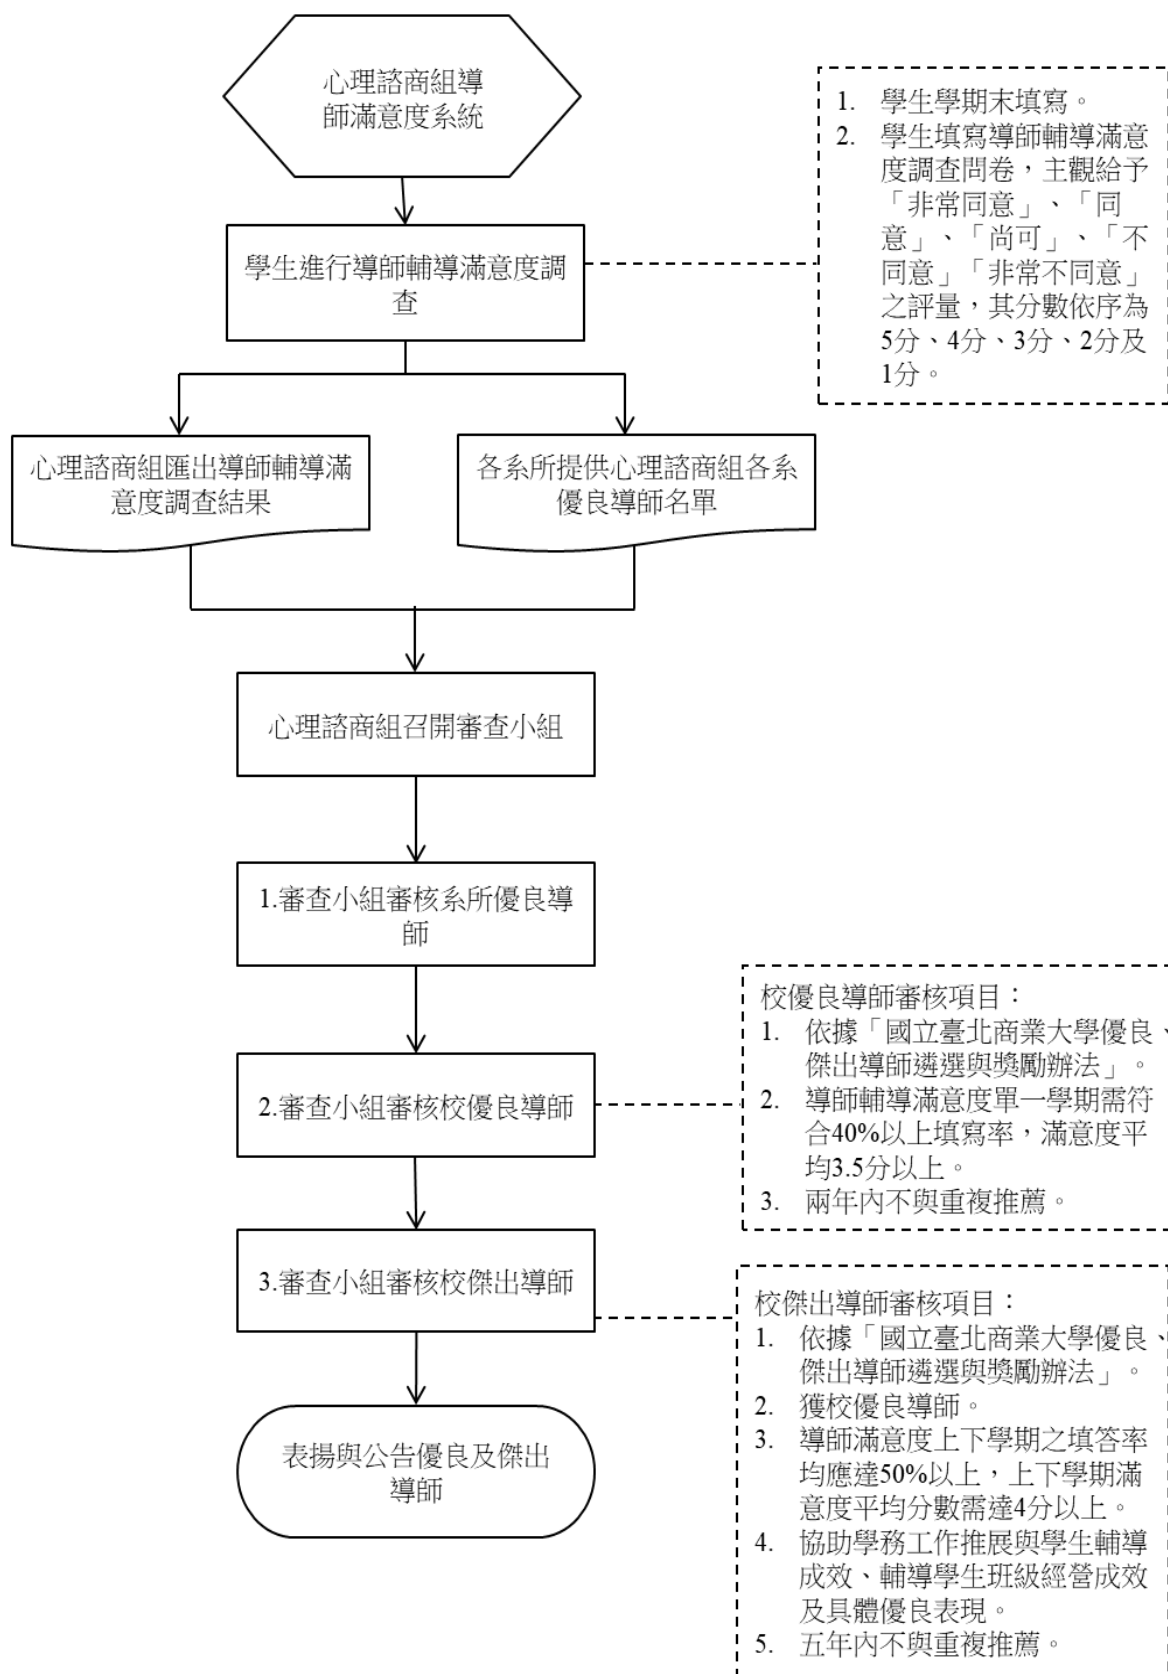 心理諮商組導
師滿意度系統
1. 學生學期末填寫。
2. 學生填寫導師輔導滿意
度調查問卷，主觀給予
「非常同意」、「同
意」、「尚可」、「不
同意」「非常不同意」
之評量，其分數依序為
5分、4分、3分、2分及
1分。
學生進行導師輔導滿意度調
查
心理諮商組匯出導師輔導滿
意度調查結果
各系所提供心理諮商組各系
優良導師名單
心理諮商組召開審查小組
1.審查小組審核系所優良導
師
2.審查小組審核校優良導師
校優良導師審核項目：
1. 依據「國立臺北商業大學優良、
傑出導師遴選與獎勵辦法」。
2. 導師輔導滿意度單一學期需符
合40%以上填寫率，滿意度平
均3.5分以上。
3. 兩年內不與重複推薦。
3.審查小組審核校傑出導師
校傑出導師審核項目：
1. 依據「國立臺北商業大學優良、
傑出導師遴選與獎勵辦法」。
2. 獲校優良導師。
3. 導師滿意度上下學期之填答率
均應達50%以上，上下學期滿
意度平均分數需達4分以上。
4. 協助學務工作推展與學生輔導
成效、輔導學生班級經營成效
及具體優良表現。
5. 五年內不與重複推薦。
表揚與公告優良及傑出
導師